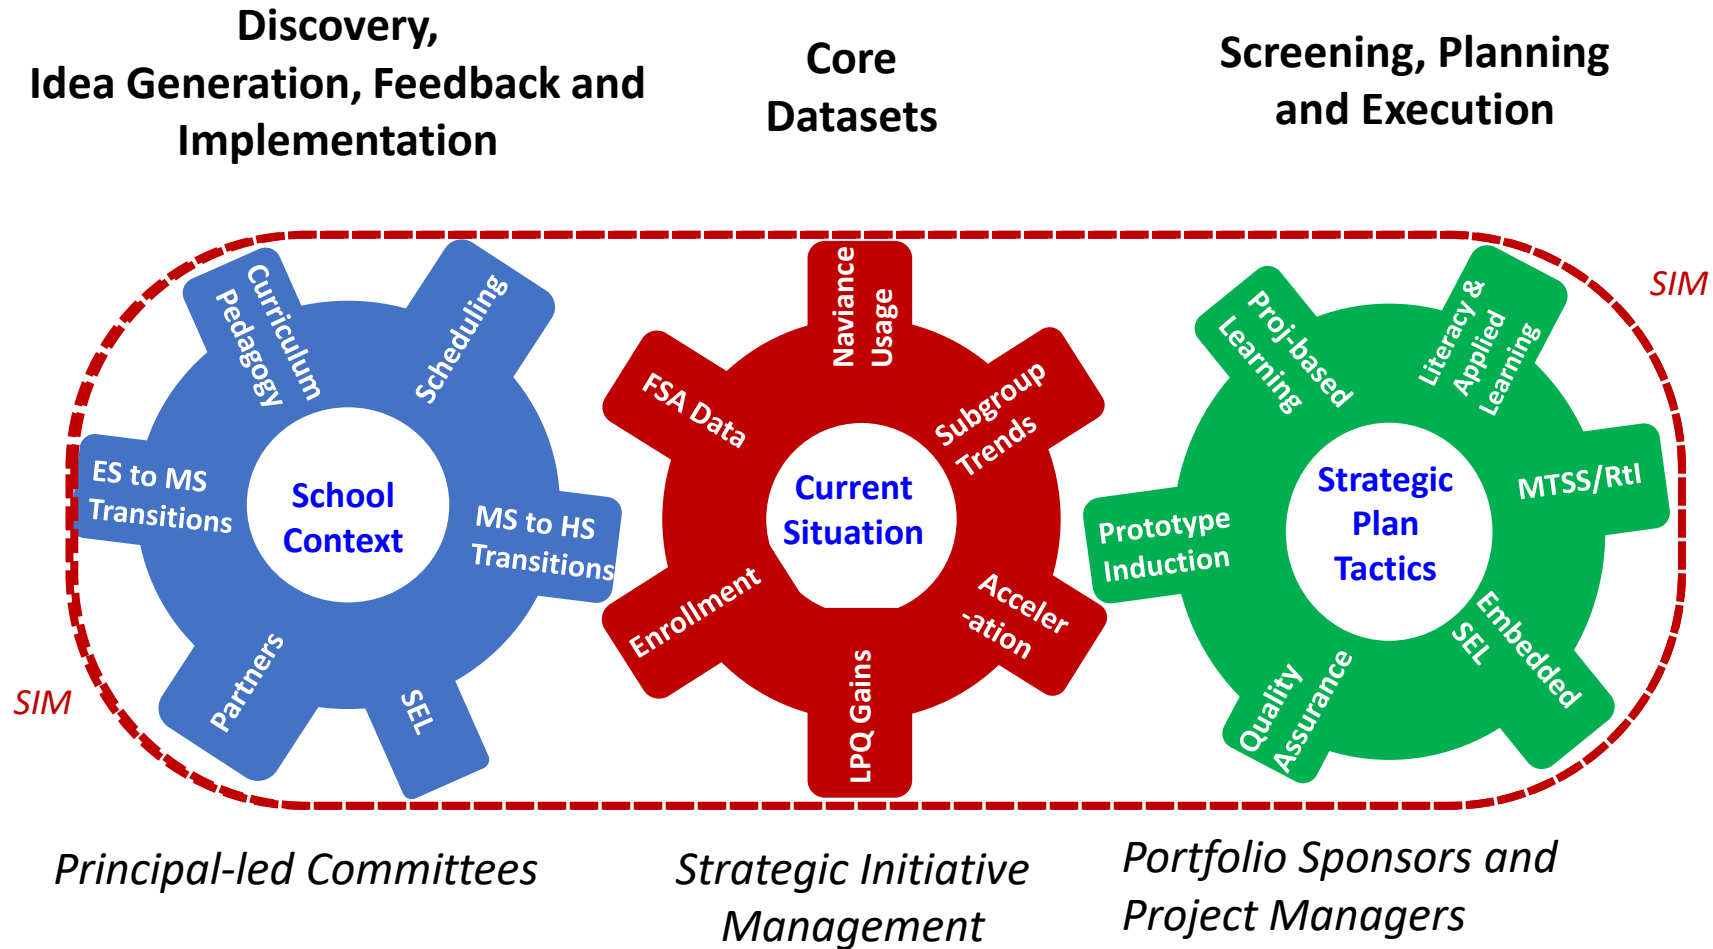 Discovery,
Idea Generation, Feedback and
Implementation
Core
Datasets
Screening, Planning
and Execution
SIM
Curriculum
Pedagogy
Scheduling
ES to MS
Transitions
School
Context
MS to HS
Transitions
Partners
SEL
Naviance
Usage
FSA Data
Subgroup
Trends
Current
Situation
Enrollment
Acceler
-ation
LPQ Gains
Proj-based
Learning
Literacy &
Applied
Learning
MTSS/RtI
Prototype
Induction
Strategic
Plan
Tactics
Embedded
SEL
Quality
Assurance
SIM
Principal-led Committees
Strategic Initiative
Management
Portfolio Sponsors and
Project Managers